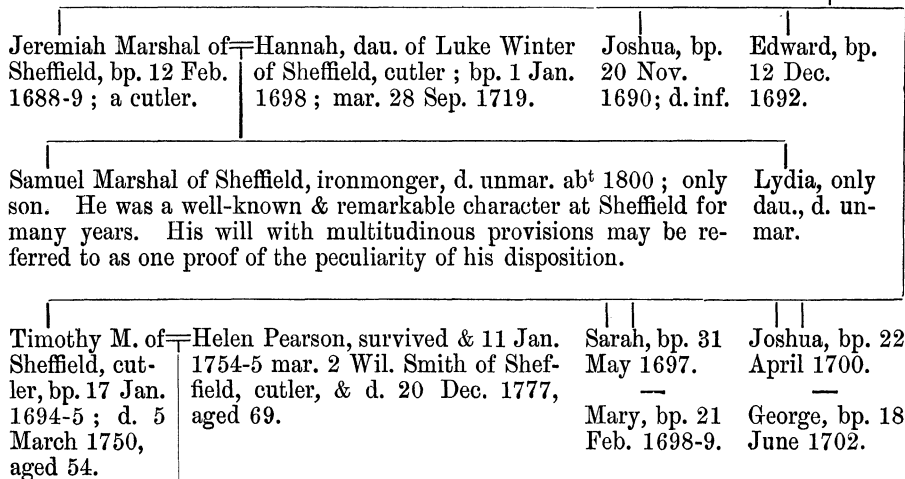 Jeremiah Marshal of
Sheffield, bp. 12 Feb.
1688-9 ; a cutler.
Hannah, dau. of Luke Winter
of Sheffield, cutler ; bp. 1 Jan.
1698 ; mar. 28 Sep. 1719.
Joshua, bp.
20 Nov.
1690; d. inf.
Edward, bp.
12 Dec.
1692.
Samuel Marshal of Sheffield, ironmonger, d. unmar. abᵗ 1800 ; only
son. He was a well-known & remarkable character at Sheffield for
many years. His will with multitudinous provisions may be re-
ferred to as one proof of the peculiarity of his disposition.
Lydia, only
dau., d. un-
mar.
Timothy M. of
Sheffield, cut-
ler, bp. 17 Jan.
1694-5 ; d. 5
March 1750,
aged 54.
Helen Pearson, survived & 11 Jan.
1754-5 mar. 2 Wil. Smith of Shef-
field, cutler, & d. 20 Dec. 1777,
aged 69.
Sarah, bp. 31
May 1697.
—
Mary, bp. 21
Feb. 1698-9.
Joshua, bp. 22
April 1700.
—
George, bp. 18
June 1702.